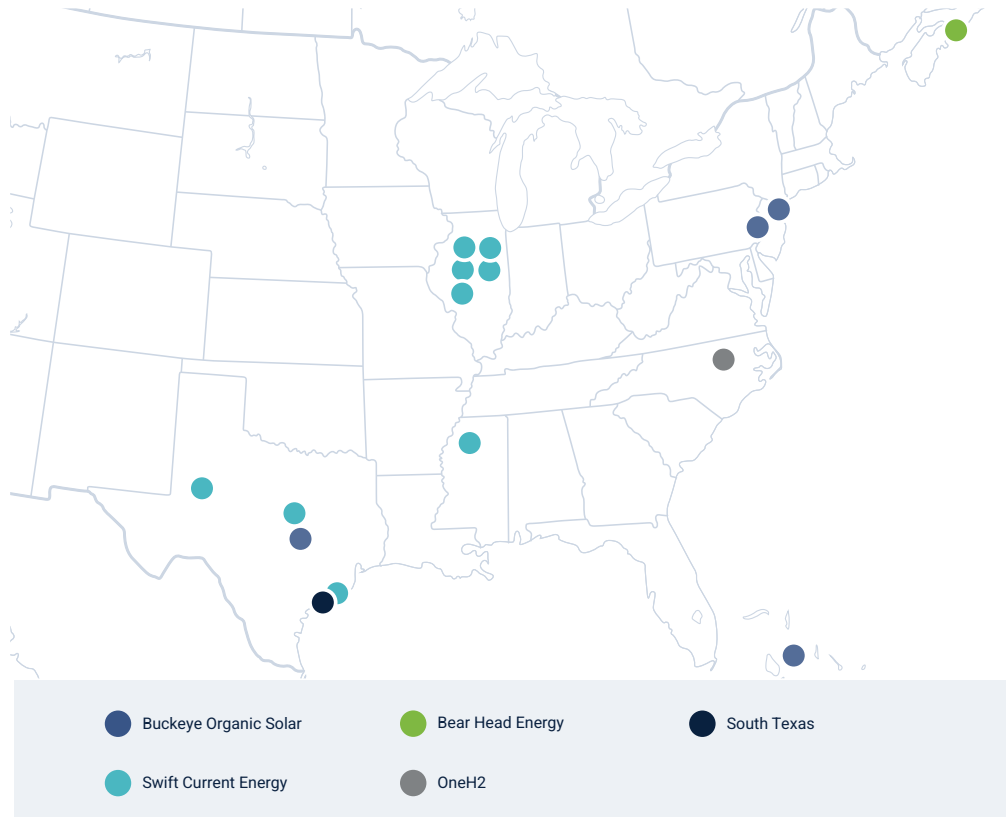 Buckeye Organic Solar
Bear Head Energy
South Texas
Swift Current Energy
OneH2